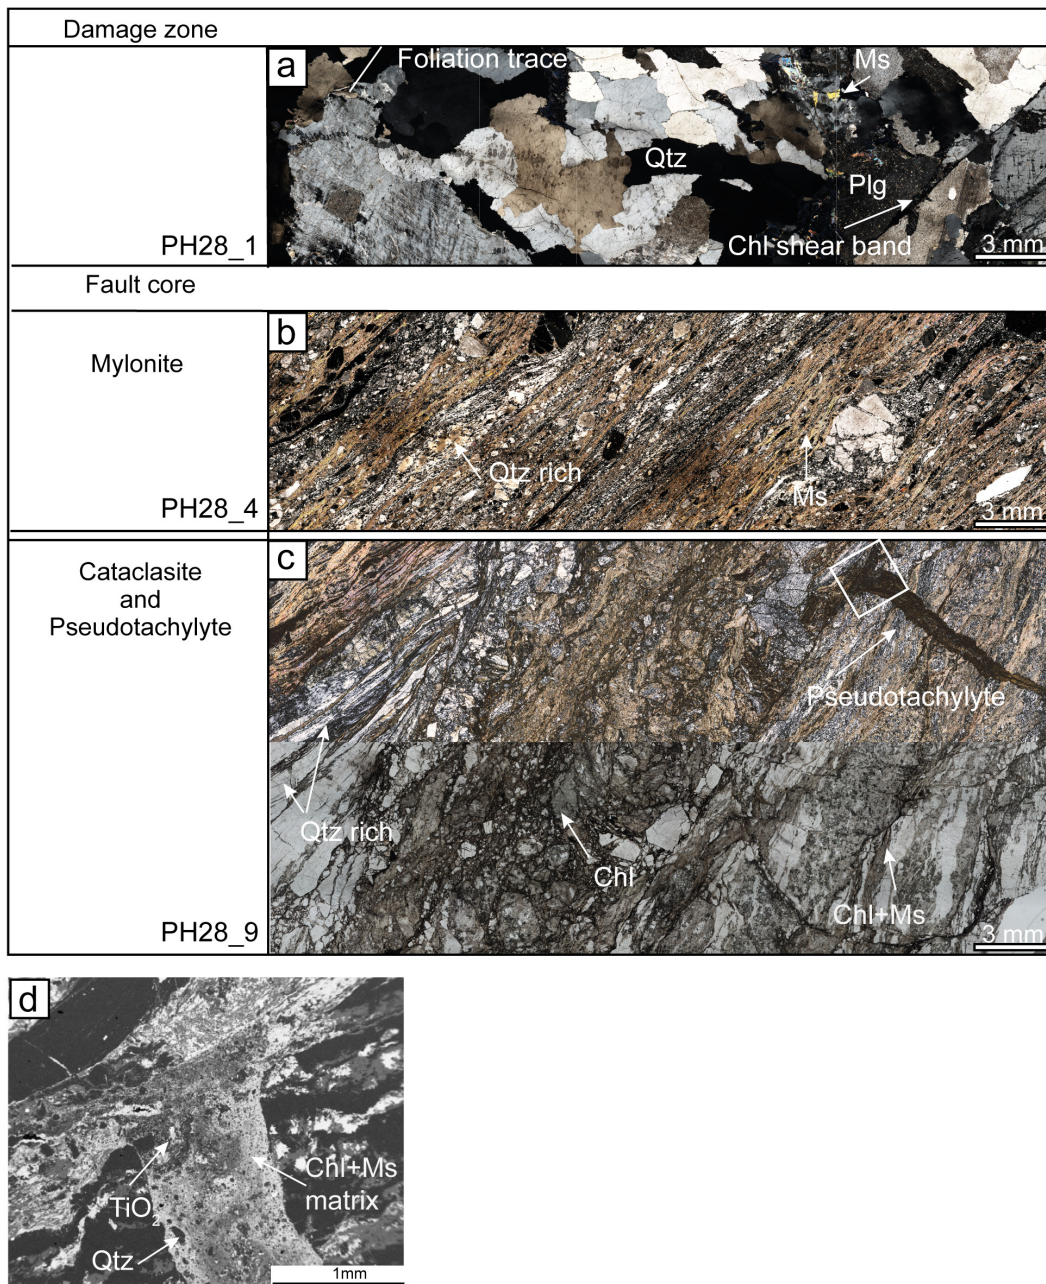 Damage zone
a
Foliation trace
Ms
Qtz
Plg
Chl shear band
3 mm
PH28_1
Fault core
b
Mylonite
Qtz rich
Ms
3 mm
PH28_4
c
Cataclasite
and
Pseudotachylyte
Pseudotachylyte
Qtz rich
Chl
Chl+Ms
3 mm
PH28_9
d
Chl+Ms
matrix
TiO₂
Qtz
1mm